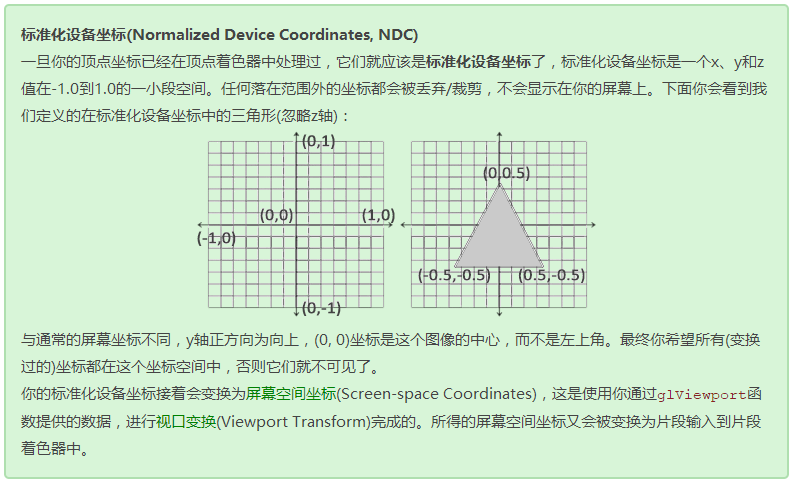 标准化设备坐标(Normalized Device Coordinates, NDC)
一旦你的顶点坐标已经在顶点着色器中处理过，它们就应该是标准化设备坐标了，标准化设备坐标是一个x、y和z
值在-1.0到1.0的一小段空间。任何落在范围外的坐标都会被丢弃/裁剪，不会显示在你的屏幕上。下面你会看到我
们定义的在标准化设备坐标中的三角形(忽略z轴)：
(0,1)
(0,0)
(1,0)
(-1,0)
(0,-1)
(0,0.5)
(-0.5,-0.5)
(0.5,-0.5)
与通常的屏幕坐标不同，y轴正方向为向上，(0, 0)坐标是这个图像的中心，而不是左上角。最终你希望所有(变换
过的)坐标都在这个坐标空间中，否则它们就不可见了。
你的标准化设备坐标接着会变换为屏幕空间坐标(Screen-space Coordinates)，这是使用你通过glViewport函
数提供的数据，进行视口变换(Viewport Transform)完成的。所得的屏幕空间坐标又会被变换为片段输入到片段
着色器中。